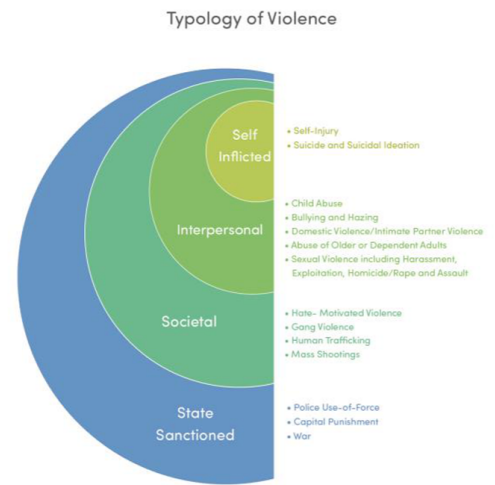 Typology of Violence
Self
Inflicted
• Self-Injury
• Suicide and Suicidal Ideation
Interpersonal
• Child Abuse
• Bullying and Hazing
• Domestic Violence/Intimate Partner Violence
• Abuse of Older or Dependent Adults
• Sexual Violence including Harassment,
Exploitation, Homicide/Rape and Assault
Societal
• Hate- Motivated Violence
• Gang Violence
• Human Trafficking
• Mass Shootings
State
Sanctioned
• Police Use-of-Force
• Capital Punishment
• War